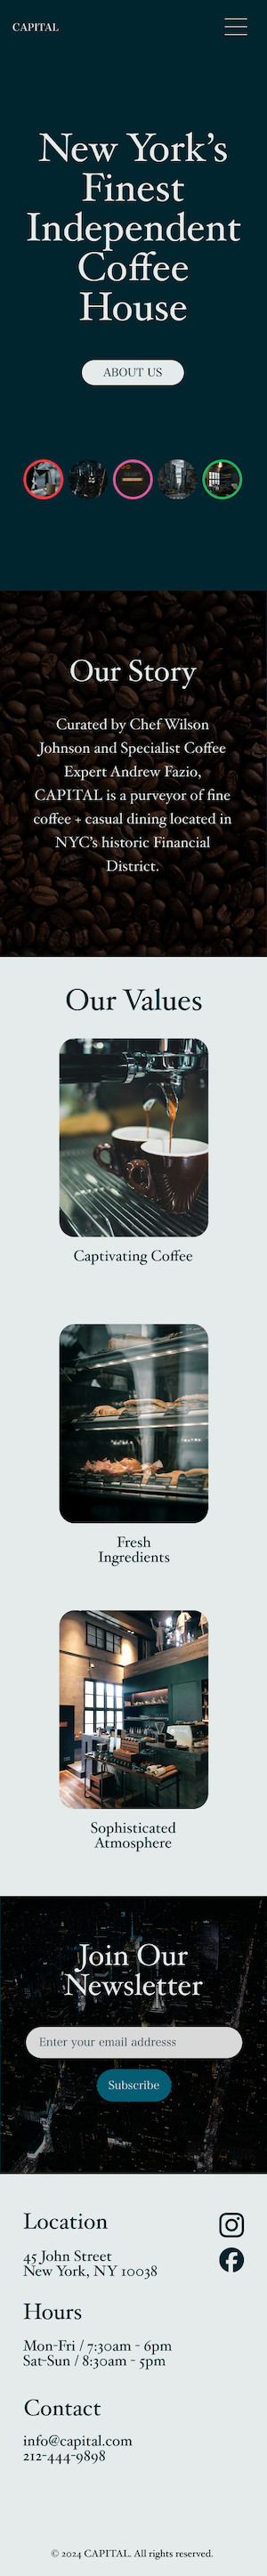 CAPITAL
New York's
Finest
Independent
Coffee
House
ABOUT US
Our Story
Curated by Chef Wilson
Johnson and Specialist Coffee
Expert Andrew Fazio,
CAPITAL is a purveyor of fine
coffee + casual dining located in
NYC's historic Financial
District.
Our Values
Captivating Coffee
Fresh
Ingredients
Sophisticated
Atmosphere
Join Our
Newsletter
Enter your email addresss
Subscribe
Location
45 John Street
New York, NY 10038
Hours
Mon-Fri / 7:30am - 6pm
Sat-Sun / 8:30am - 5pm
Contact
info@capital.com
212-444-9898
© 2024 CAPITAL. All rights reserved.